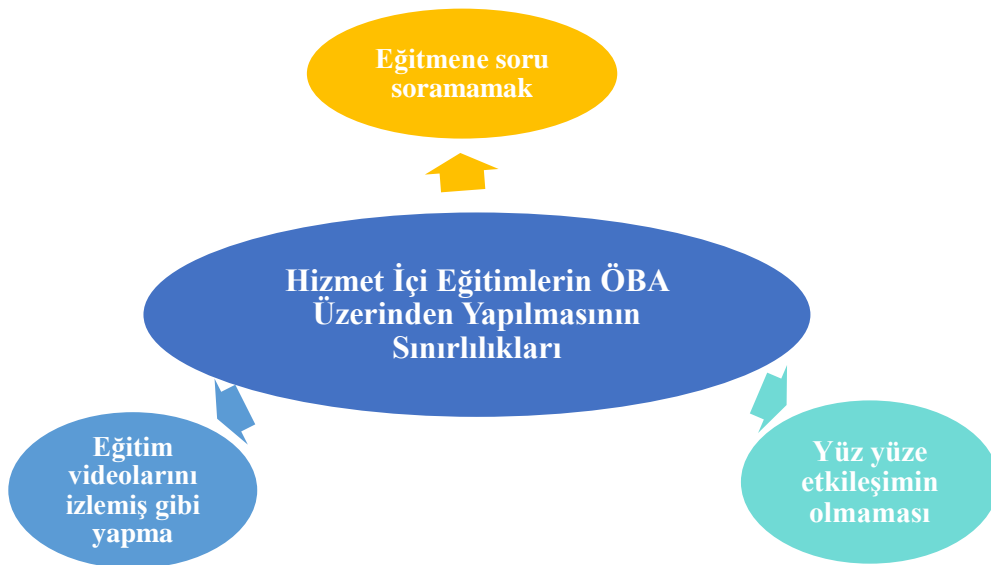 Eğitmene soru
soramamak
Hizmet İçi Eğitimlerin ÖBA
Üzerinden Yapılmasının
Sınırlılıkları
Eğitim
videolarını
izlemiş gibi
yapma
Yüz yüze
etkileşimin
olmaması